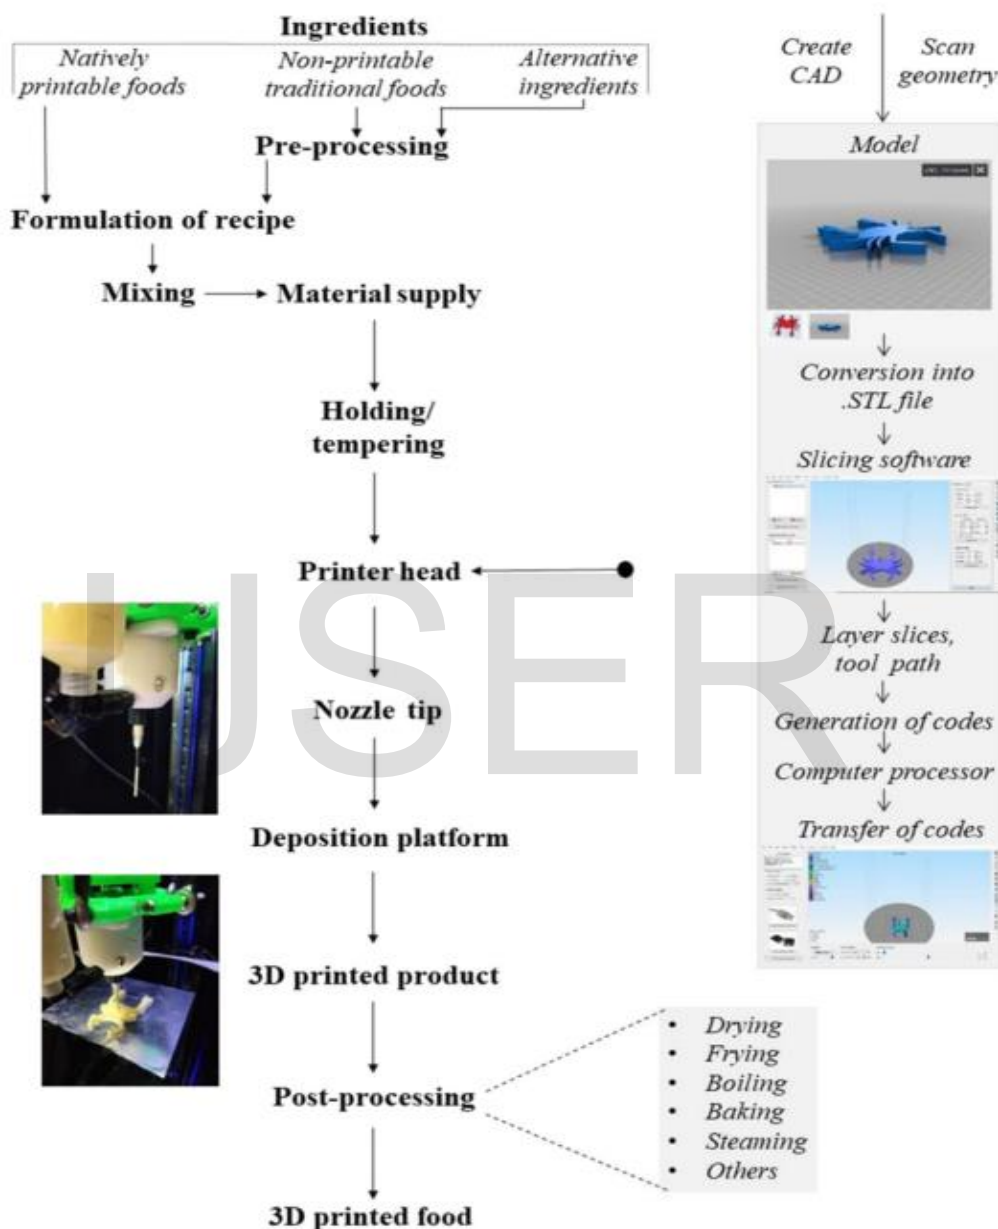 Ingredients
Natively
printable foods
Non-printable
traditional foods
Alternative
ingredients
Pre-processing
Formulation of recipe
Mixing
Material supply
Holding/
tempering
Printer head
Nozzle tip
Deposition platform
3D printed product
Post-processing
3D printed food
Drying
Frying
Boiling
Baking
Steaming
Others
Create
CAD
Scan
geometry
Model
Conversion into
.STL file
Slicing software
Layer slices,
tool path
Generation of codes
Computer processor
Transfer of codes